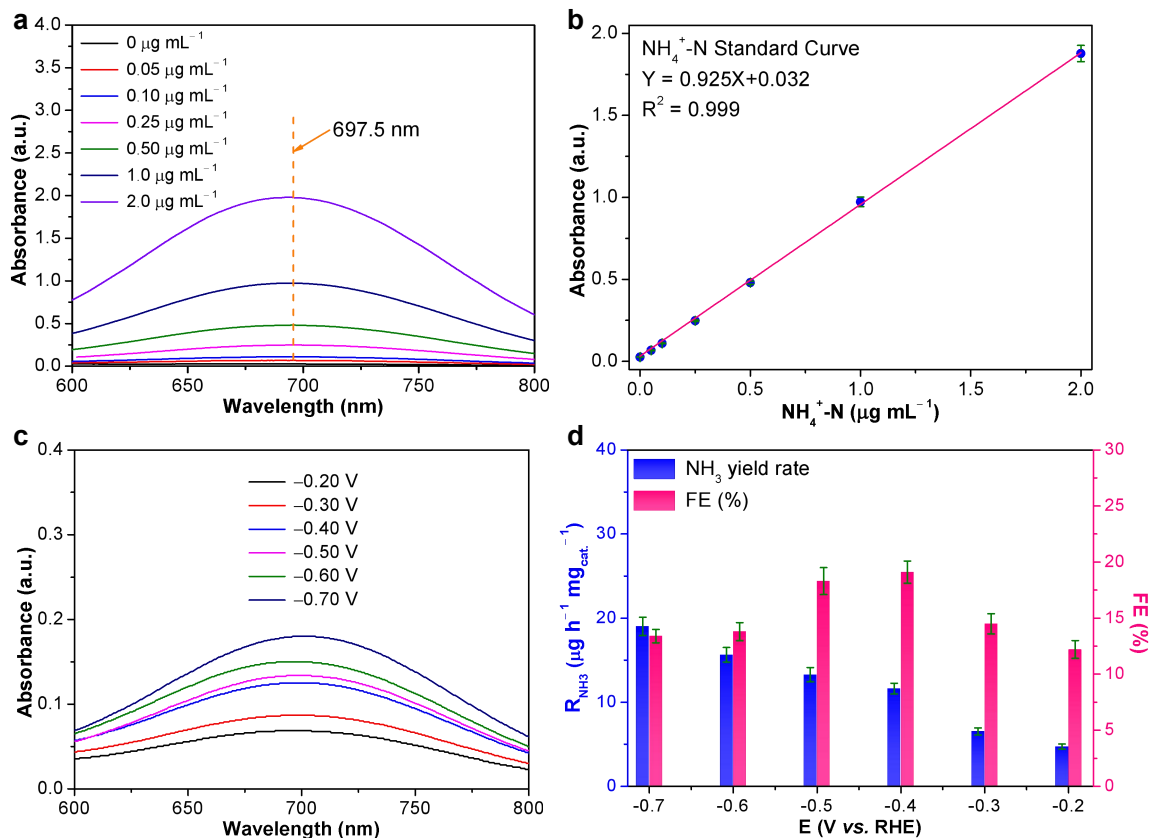 a
4.0
3.5
3.0
2.5
2.0
1.5
1.0
0.5
0.0
Absorbance (a.u.)
0 μg mL⁻¹
0.05 μg mL⁻¹
0.10 μg mL⁻¹
0.25 μg mL⁻¹
0.50 μg mL⁻¹
1.0 μg mL⁻¹
2.0 μg mL⁻¹
697.5 nm
600 650 700 750 800
Wavelength (nm)
b
2.0
1.5
1.0
0.5
0.0
Absorbance (a.u.)
NH₄⁺-N Standard Curve
Y = 0.925X+0.032
R² = 0.999
0.0 0.5 1.0 1.5 2.0
NH₄⁺-N (μg mL⁻¹)
c
0.4
0.3
0.2
0.1
0.0
Absorbance (a.u.)
−0.20 V
−0.30 V
−0.40 V
−0.50 V
−0.60 V
−0.70 V
600 650 700 750 800
Wavelength (nm)
d
40
30
20
10
0
R_NH3 (μg h⁻¹ mg_cat.⁻¹)
NH₃ yield rate
FE (%)
30
25
20
15
10
5
0
FE (%)
-0.7 -0.6 -0.5 -0.4 -0.3 -0.2
E (V vs. RHE)